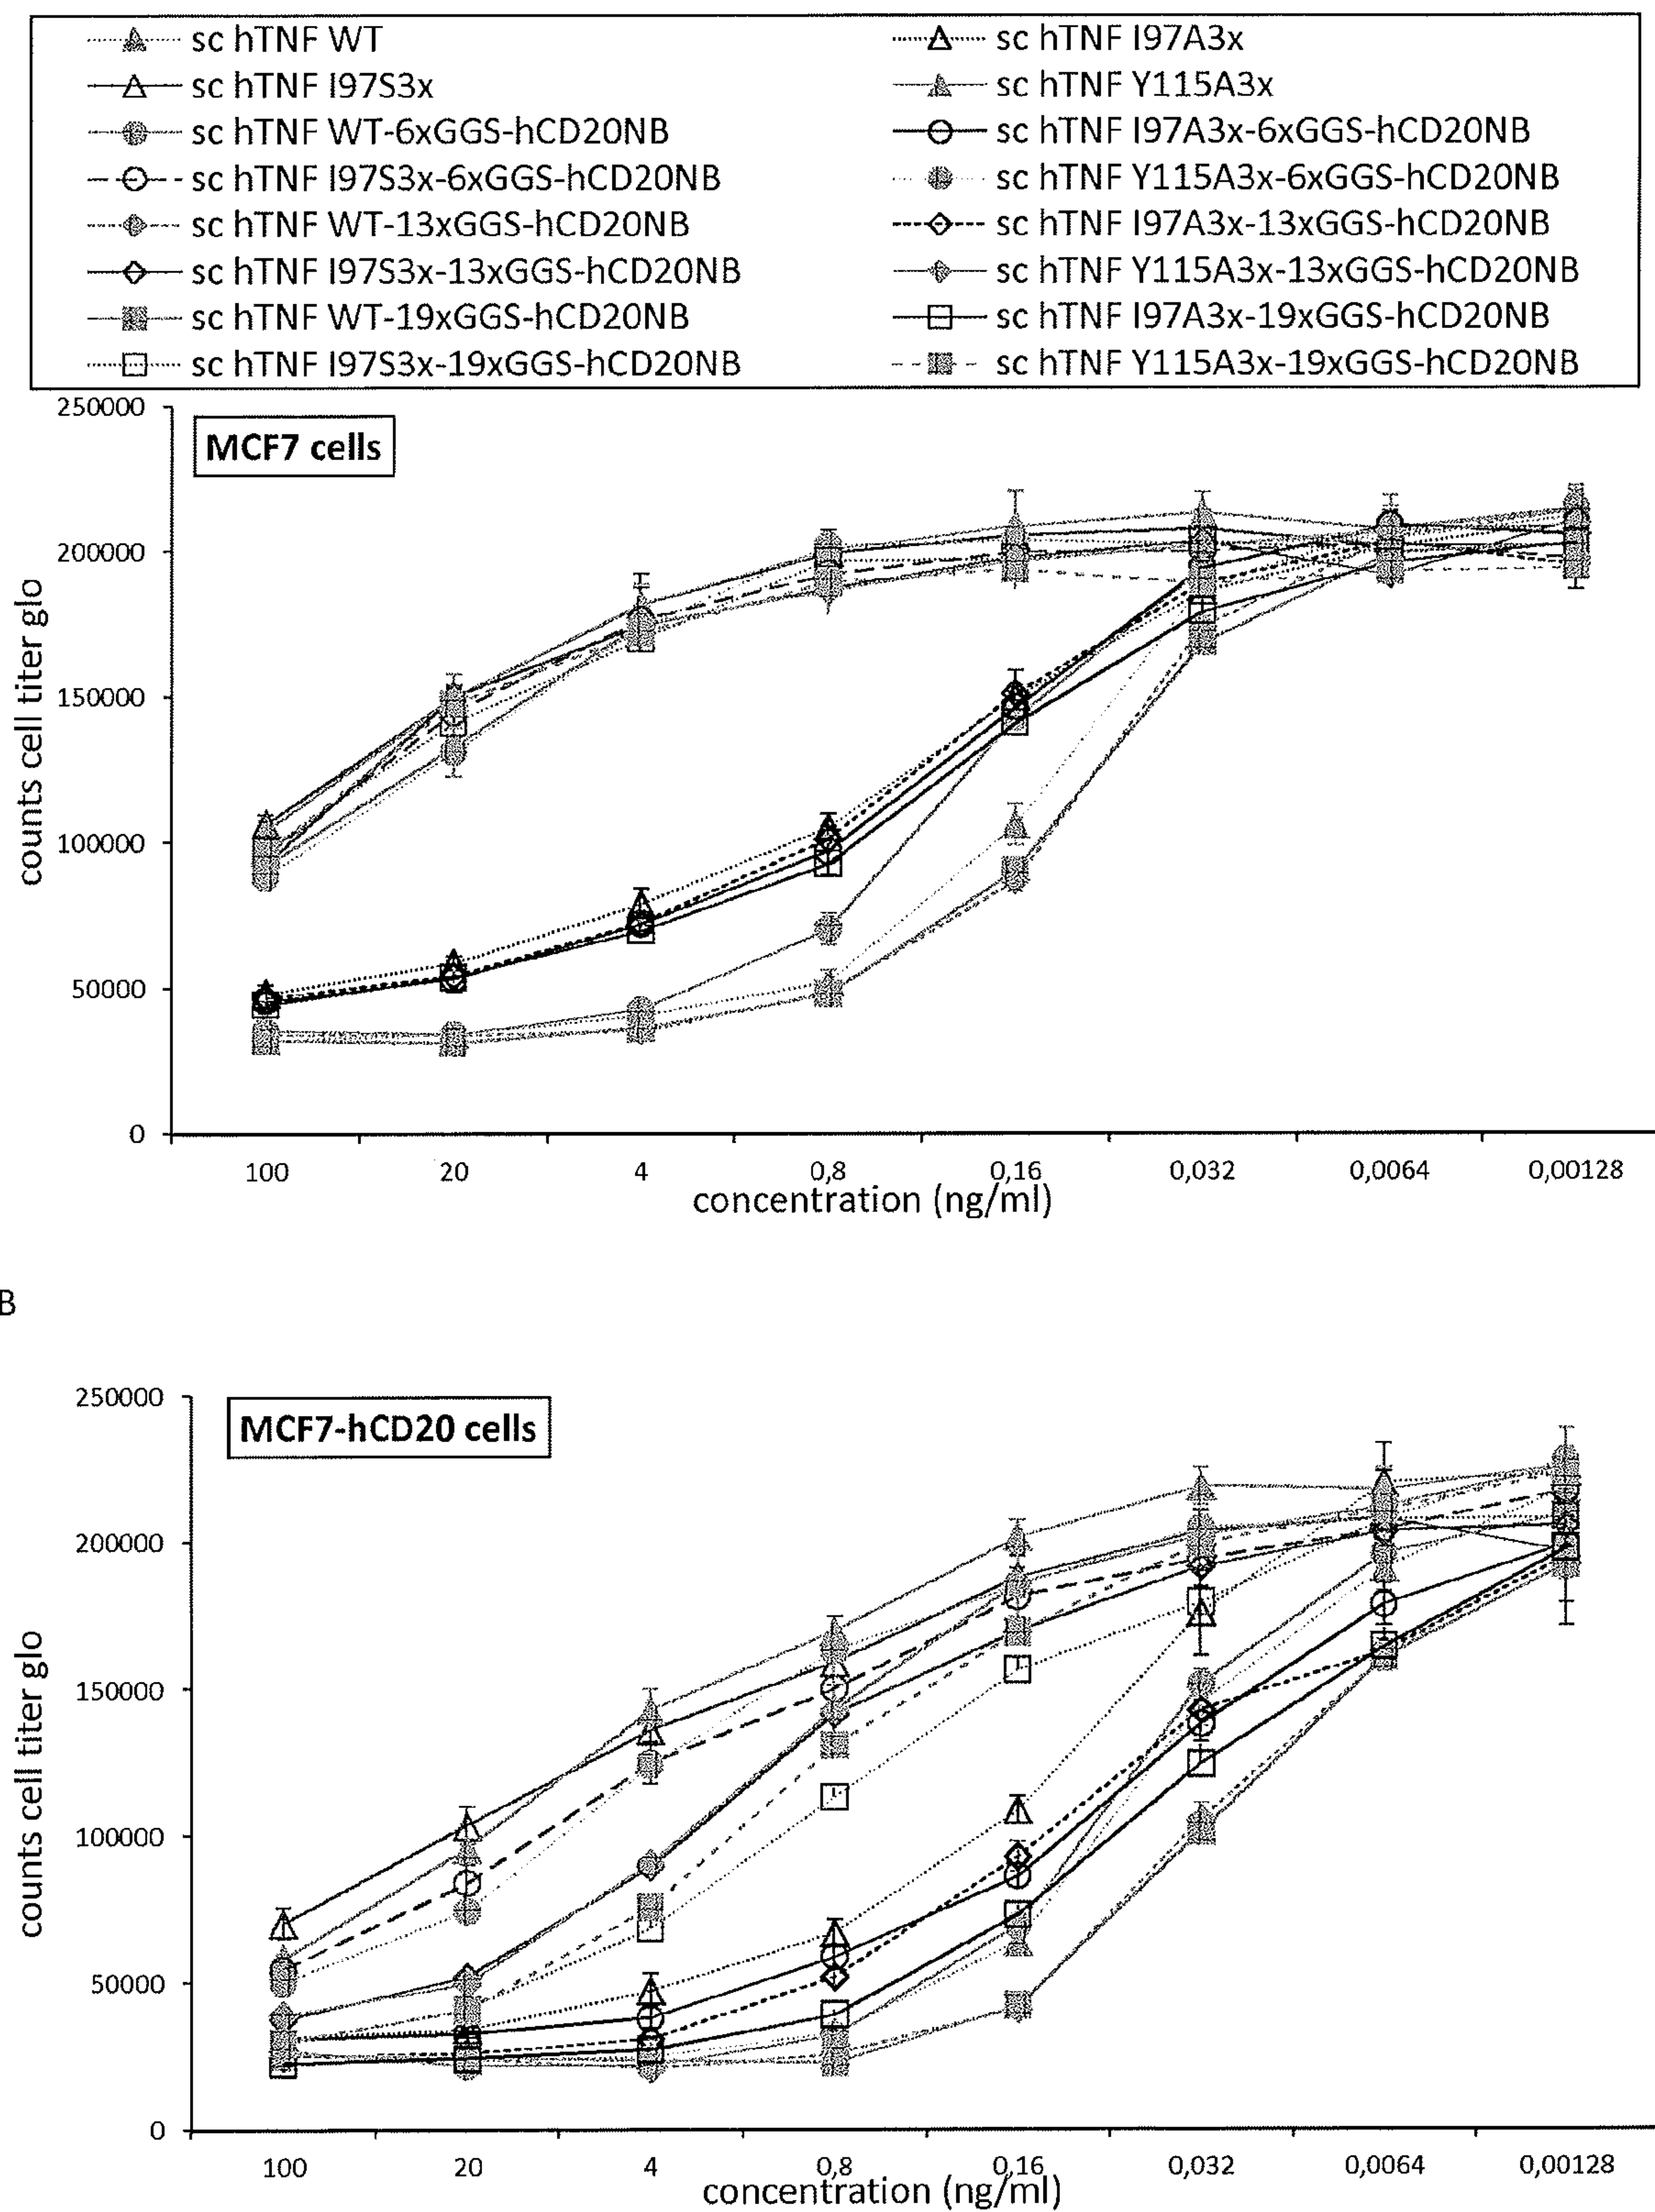 sc hTNF WT
sc hTNF I97A3x
sc hTNF I97S3x
sc hTNF Y115A3x
sc hTNF WT-6xGGS-hCD20NB
sc hTNF I97A3x-6xGGS-hCD20NB
sc hTNF I97S3x-6xGGS-hCD20NB
sc hTNF Y115A3x-6xGGS-hCD20NB
sc hTNF WT-13xGGS-hCD20NB
sc hTNF I97A3x-13xGGS-hCD20NB
sc hTNF I97S3x-13xGGS-hCD20NB
sc hTNF Y115A3x-13xGGS-hCD20NB
sc hTNF WT-19xGGS-hCD20NB
sc hTNF I97A3x-19xGGS-hCD20NB
sc hTNF I97S3x-19xGGS-hCD20NB
sc hTNF Y115A3x-19xGGS-hCD20NB
MCF7 cells
counts cell titer glo
250000
200000
150000
100000
50000
0
100 20 4 0,8 0,16 0,032 0,0064 0,00128
concentration (ng/ml)
B
MCF7-hCD20 cells
counts cell titer glo
250000
200000
150000
100000
50000
0
100 20 4 0,8 0,16 0,032 0,0064 0,00128
concentration (ng/ml)